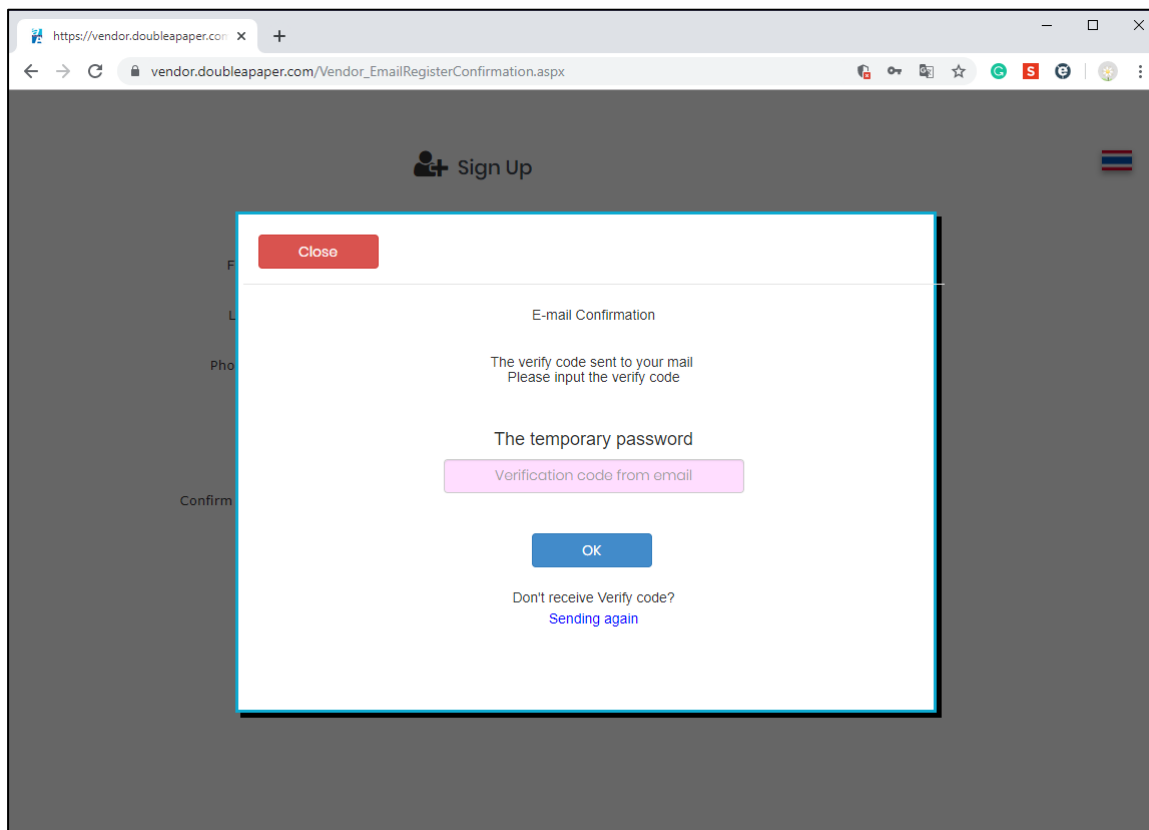 https://vendor.doubleapaper.com
vendor.doubleapaper.com/Vendor_EmailRegisterConfirmation.aspx
Sign Up
Close
F
E-mail Confirmation
L
The verify code sent to your mail
Pho
Please input the verify code
The temporary password
Verification code from email
Confirm
OK
Don't receive Verify code?
Sending again